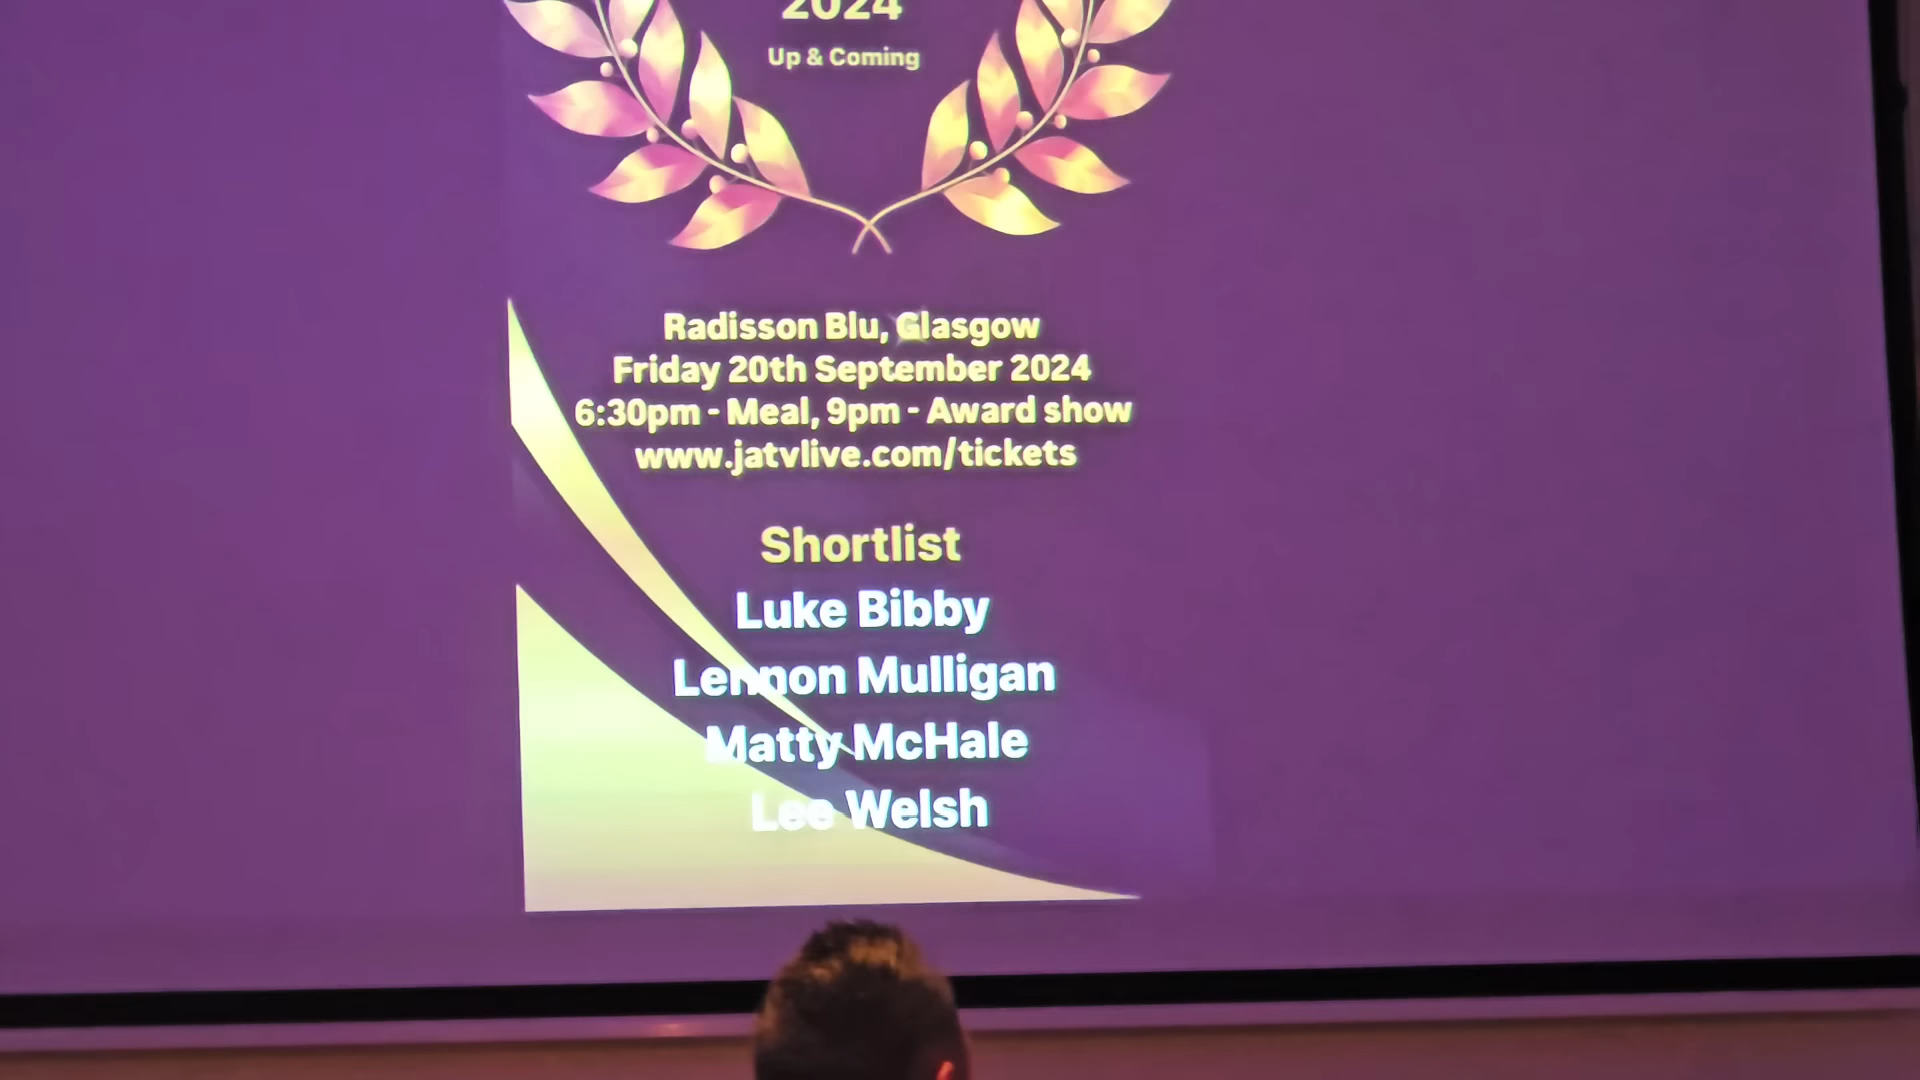 2024
Up & Coming
Radisson Blu, Glasgow
Friday 20th September 2024
6:30pm - Meal, 9pm - Award show
www.jatvlive.com/tickets
Shortlist
Luke Bibby
Lennon Mulligan
Matty McHale
Lee Welsh